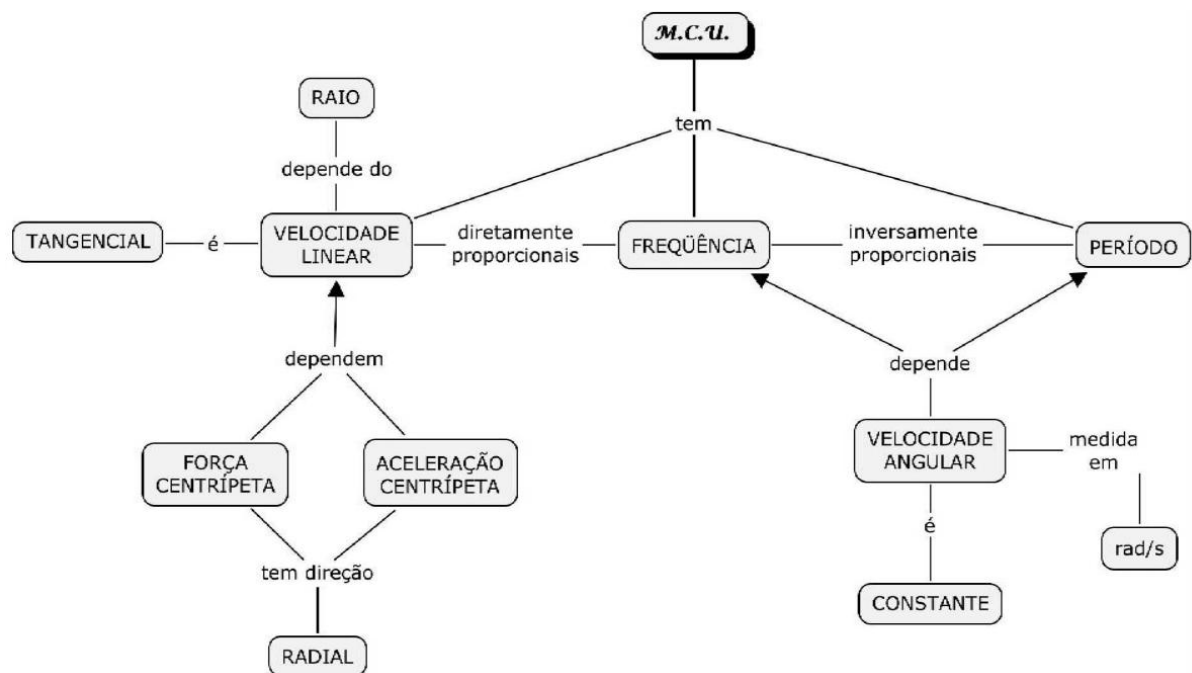 M.C.U.
tem
RAIO
depende do
TANGENCIAL
é
VELOCIDADE
LINEAR
diretamente
proporcionais
FREQÜÊNCIA
inversamente
proporcionais
PERÍODO
dependem
depende
FORÇA
CENTRÍPETA
ACELERAÇÃO
CENTRÍPETA
VELOCIDADE
ANGULAR
medida
em
é
rad/s
tem direção
CONSTANTE
RADIAL